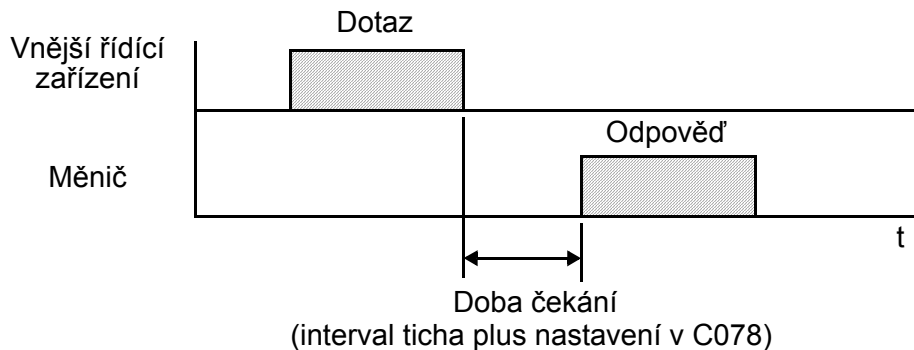 Dotaz
Vnější řídící
zařízení
Odpověď
Měnič
t
Doba čekání
(interval ticha plus nastavení v C078)